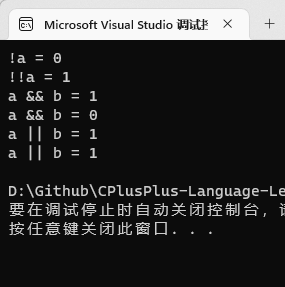 Microsoft Visual Studio 调试
!a = 0
!!a = 1
a && b = 1
a && b = 0
a || b = 1
a || b = 1
D:\Github\CPlusPlus-Language-Le
要在调试停止时自动关闭控制台，
按任意键关闭此窗口. . .